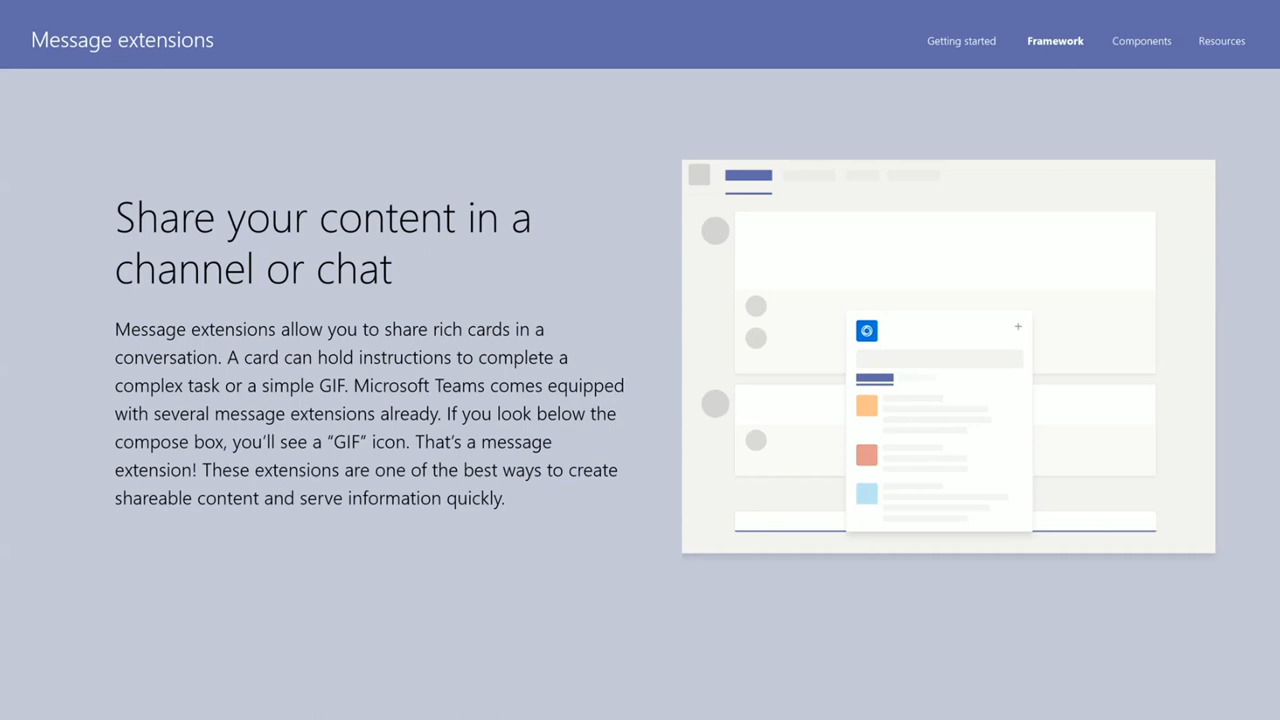 Message extensions
Getting started
Framework
Components
Resources
Share your content in a
channel or chat
Message extensions allow you to share rich cards in a
conversation. A card can hold instructions to complete a
complex task or a simple GIF. Microsoft Teams comes equipped
with several message extensions already. If you look below the
compose box, you’ll see a “GIF” icon. That’s a message
extension! These extensions are one of the best ways to create
shareable content and serve information quickly.